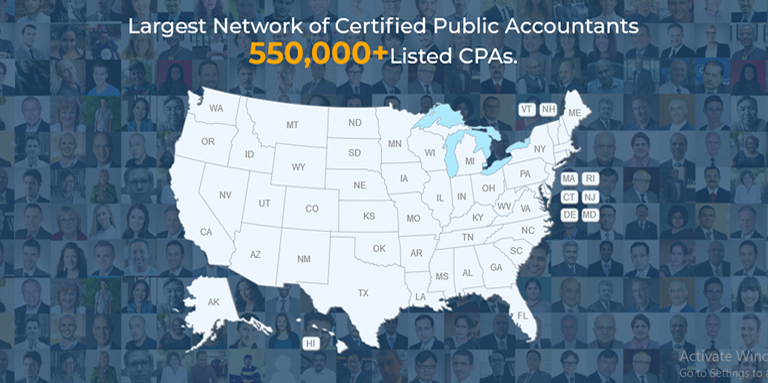 Largest Network of Certified Public Accountants
550,000+Listed CPAs.
VT NH
WA
ME
MT
ND
OR
MN
ID
WI
NY
SD
MI
WY
PA
NE
IA
MA RI
NV
IL
IN
OH
UT
CO
CT NJ
KS
MO
WV
VA
KY
DE MD
CA
NC
TN
OK
AR
SC
AZ
NM
MS
AL
GA
TX
LA
AK
FL
HI
Activate Wind
Go to Settings to a